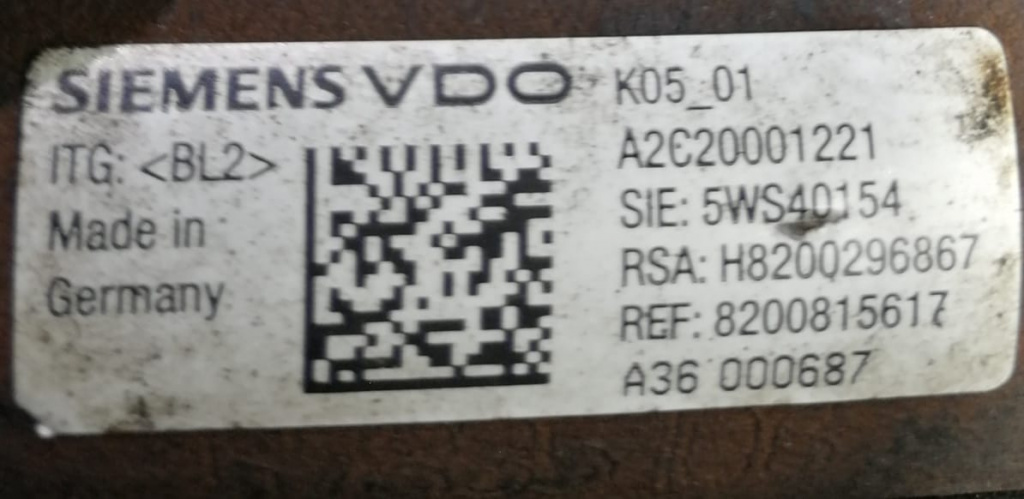 SIEMENS VDO
ITG: <BL2>
Made in
Germany
K05_01
A2C20001221
SIE: 5WS40154
RSA: H8200296867
REF: 8200815617
A36 000687